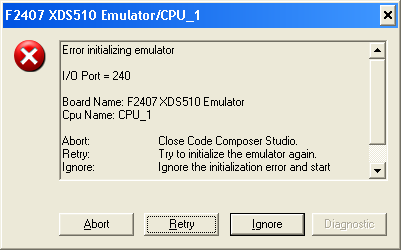 F2407 XDS510 Emulator/CPU_1
Error initializing emulator
I/O Port = 240
Board Name: F2407 XDS510 Emulator
Cpu Name: CPU_1
Abort: Close Code Composer Studio.
Retry: Try to initialize the emulator again.
Ignore: Ignore the initialization error and start
Abort Retry Ignore Diagnostic